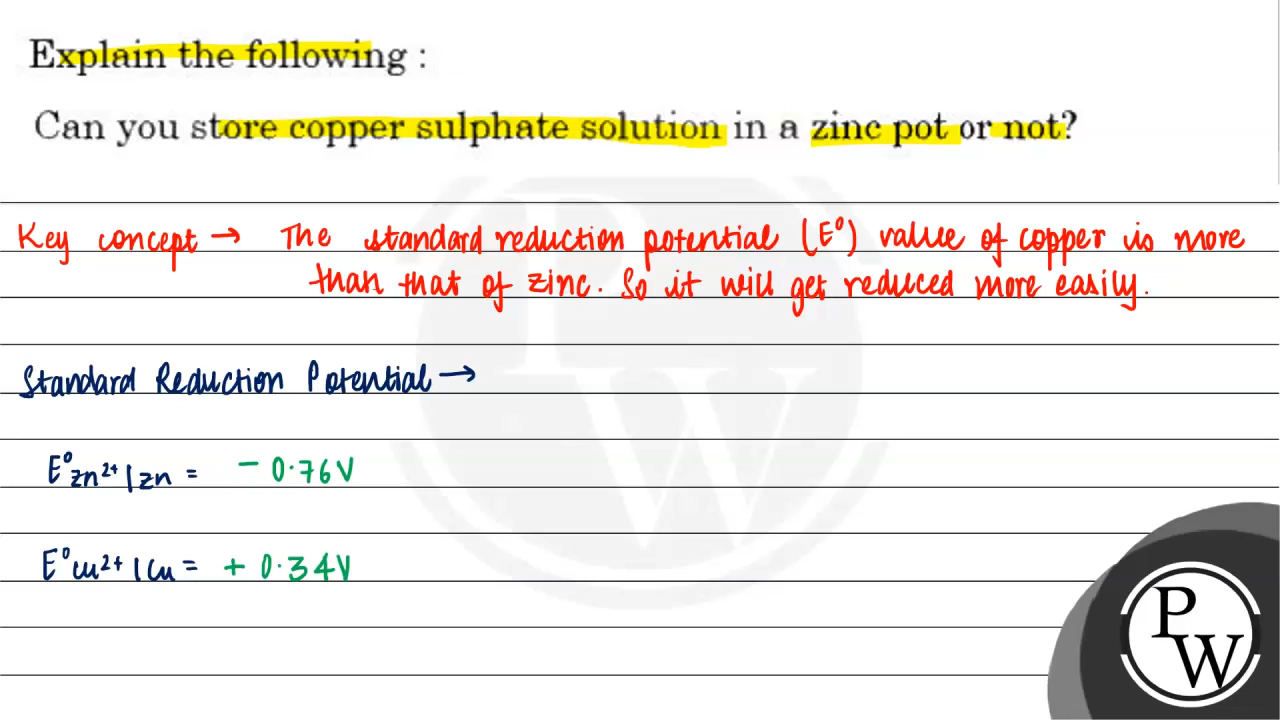 Explain the following :
Can you store copper sulphate solution in a zinc pot or not?
Key concept → The standard reduction potential (E°) value of copper is more
than that of zinc. So it will get reduced more easily.
Standard Reduction Potential →
E°zn²⁺|zn = - 0.76V
E°cu²⁺|cu = + 0.34V
PW
P
W